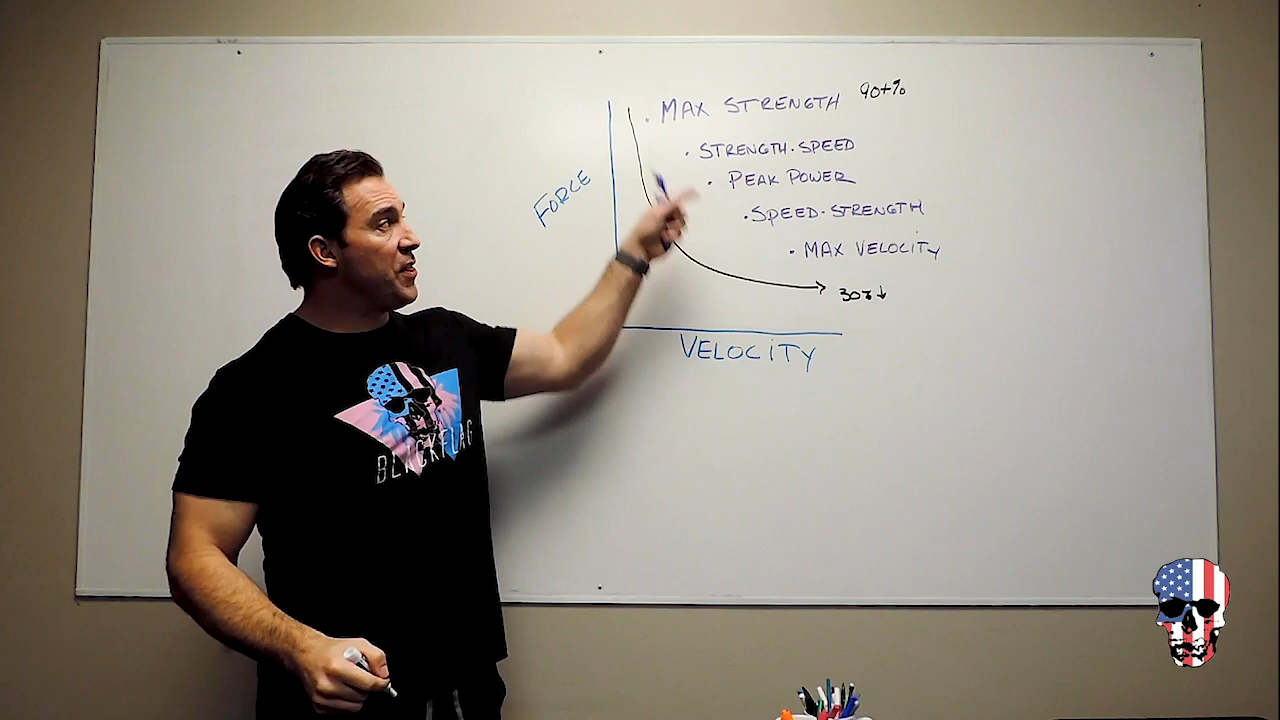 MAX STRENGTH 90+%
STRENGTH·SPEED
PEAK POWER
SPEED·STRENGTH
MAX VELOCITY
30%↓
FORCE
VELOCITY
BLACKFLAG